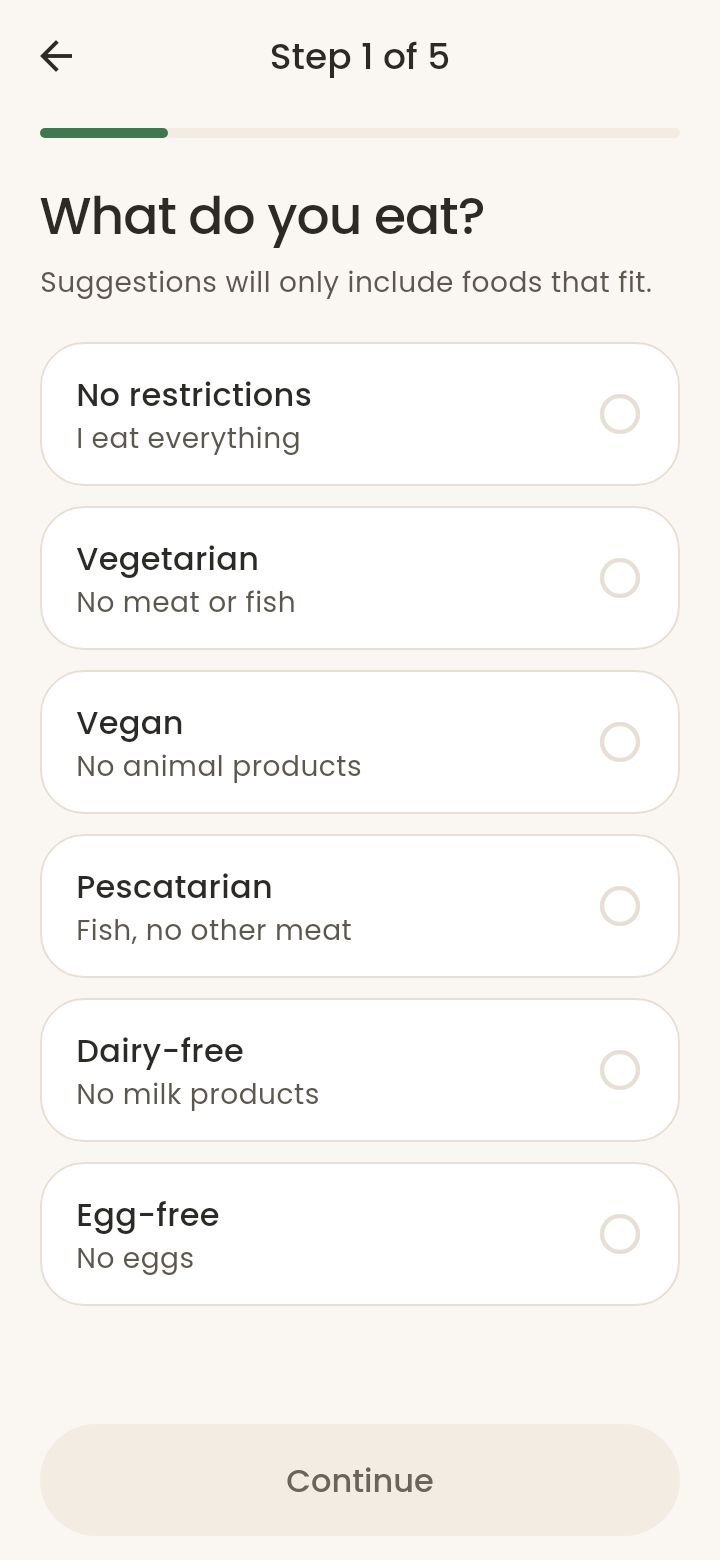 Step 1 of 5
What do you eat?
Suggestions will only include foods that fit.
No restrictions
I eat everything
Vegetarian
No meat or fish
Vegan
No animal products
Pescatarian
Fish, no other meat
Dairy-free
No milk products
Egg-free
No eggs
Continue